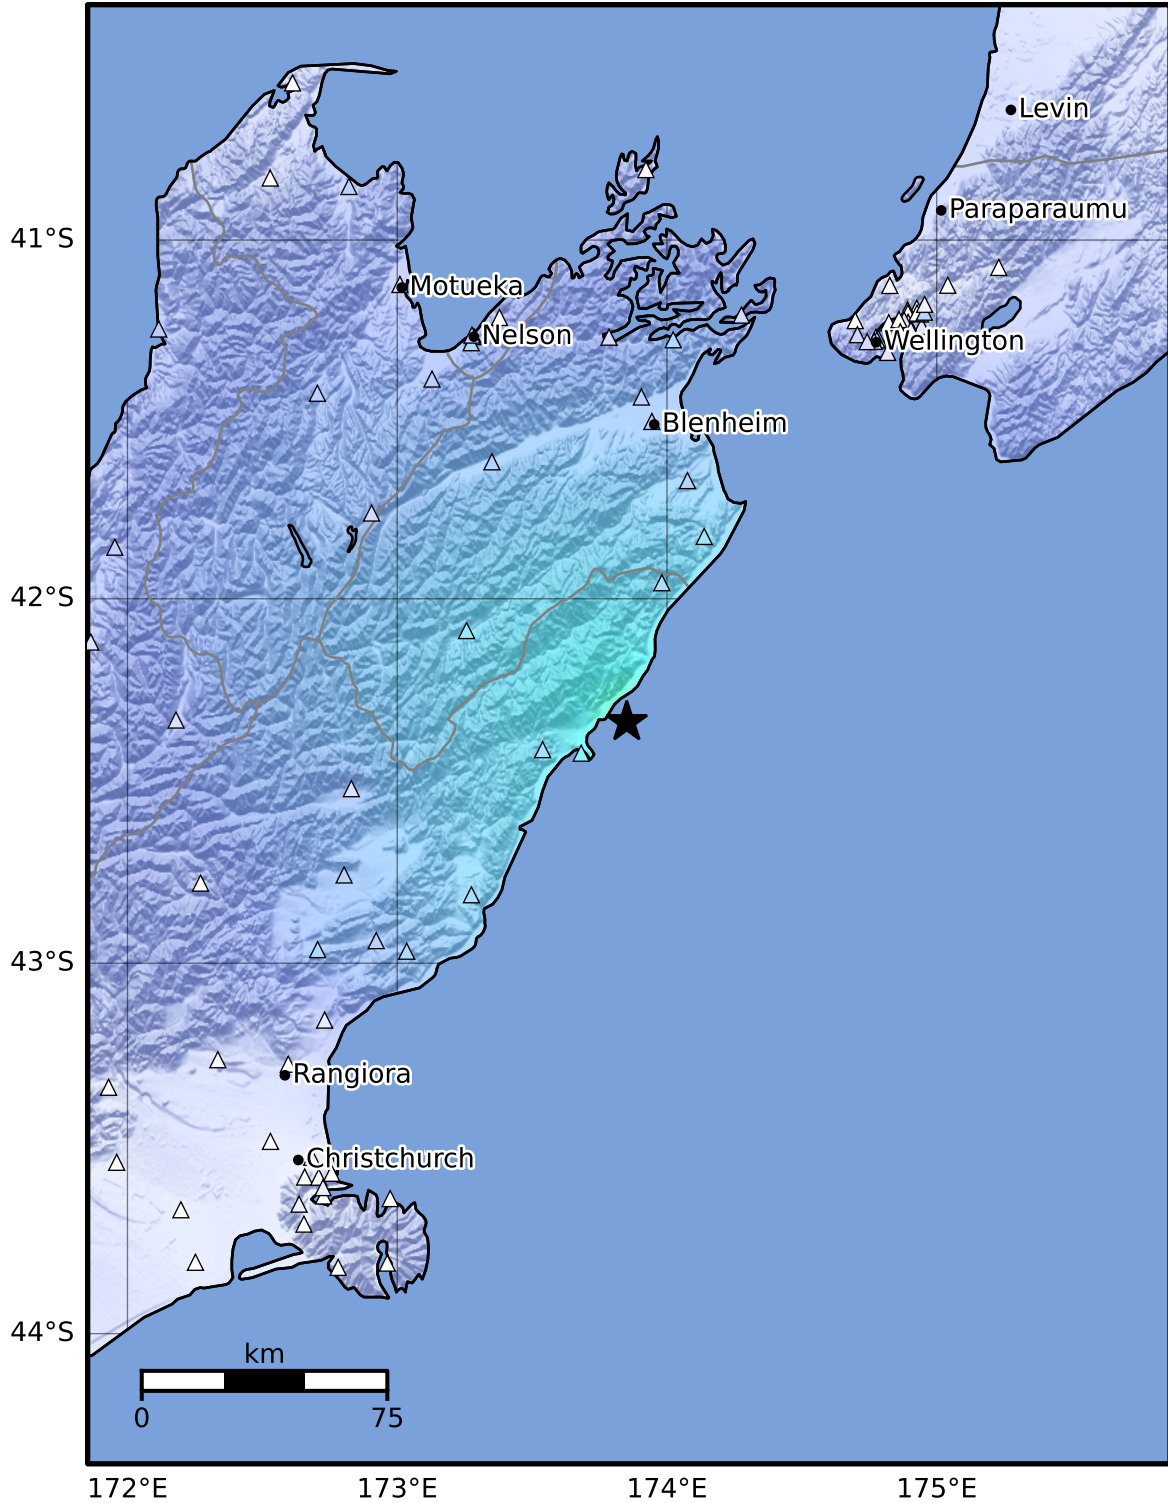 Levin
41°S
Paraparaumu
Motueka
Nelson
Wellington
Blenheim
42°S
43°S
Rangiora
Christchurch
44°S
km
0
75
172°E
173°E
174°E
175°E